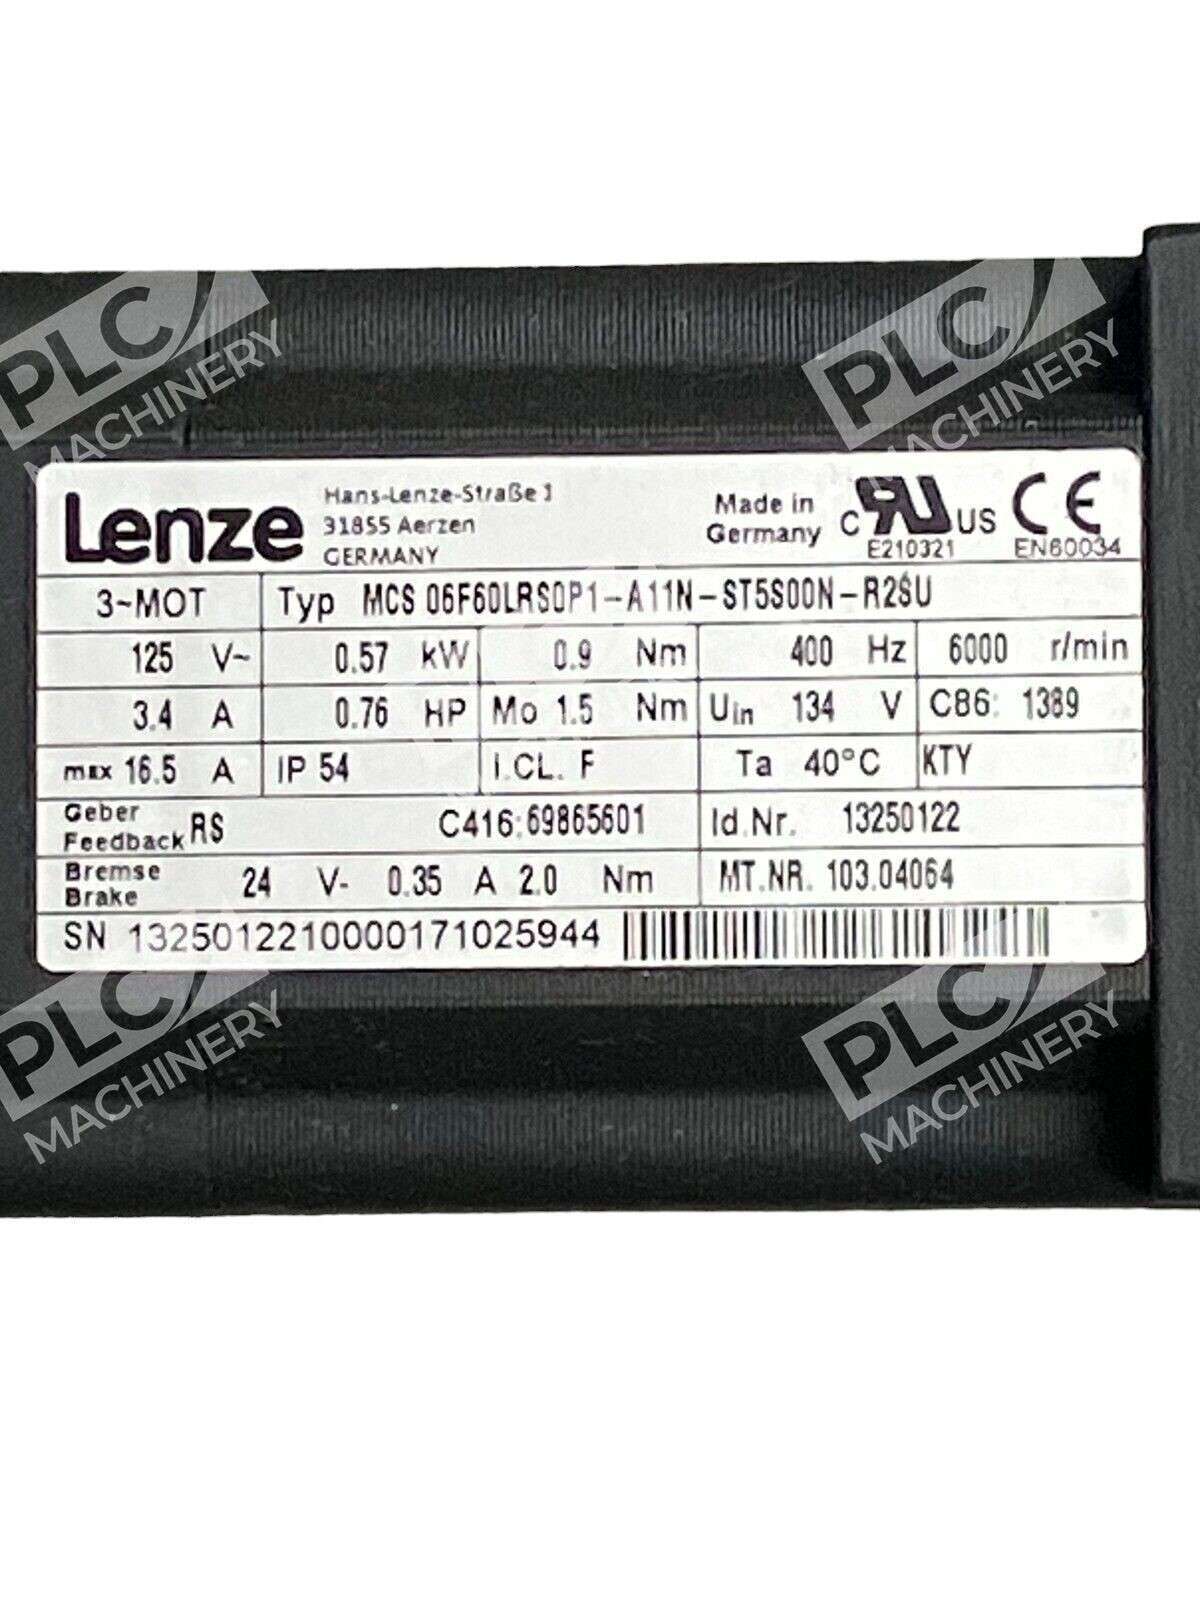 Lenze
Hans-Lenze-Straße 1
31855 Aerzen
GERMANY
Made in
Germany
c RU US
E210321
CE
EN60034
3~MOT Typ MCS 06F60LRS0P1-A11N-ST5S00N-R2SU
125 V~ 0.57 kW 0.9 Nm 400 Hz 6000 r/min
3.4 A 0.76 HP Mo 1.5 Nm Uin 134 V C86: 1389
max 16.5 A IP 54 I.CL. F Ta 40°C KTY
Geber
Feedback RS C416:69865601 Id.Nr. 13250122
Bremse
Brake 24 V- 0.35 A 2.0 Nm MT.NR. 103.04064
SN 1325012210000171025944
PLC
MACHINERY
PLC
MACHINERY
PLC
MACHINERY
PLC
MACHINERY